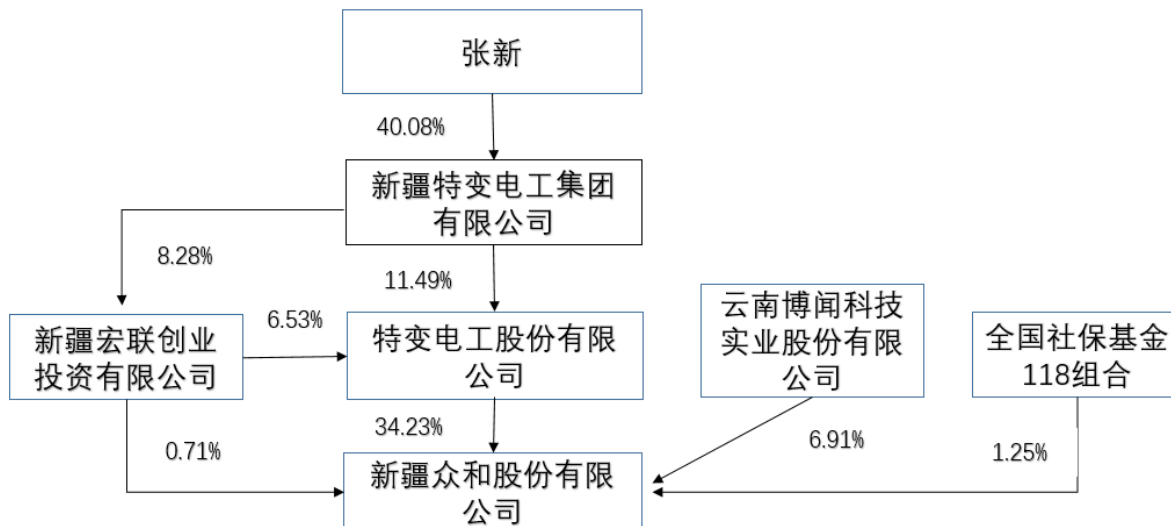 张新
40.08%
新疆特变电工集团
有限公司
8.28%
11.49%
新疆宏联创业
投资有限公司
6.53%
特变电工股份有限
公司
云南博闻科技
实业股份有限
公司
全国社保基金
118组合
0.71%
34.23%
6.91%
1.25%
新疆众和股份有限
公司